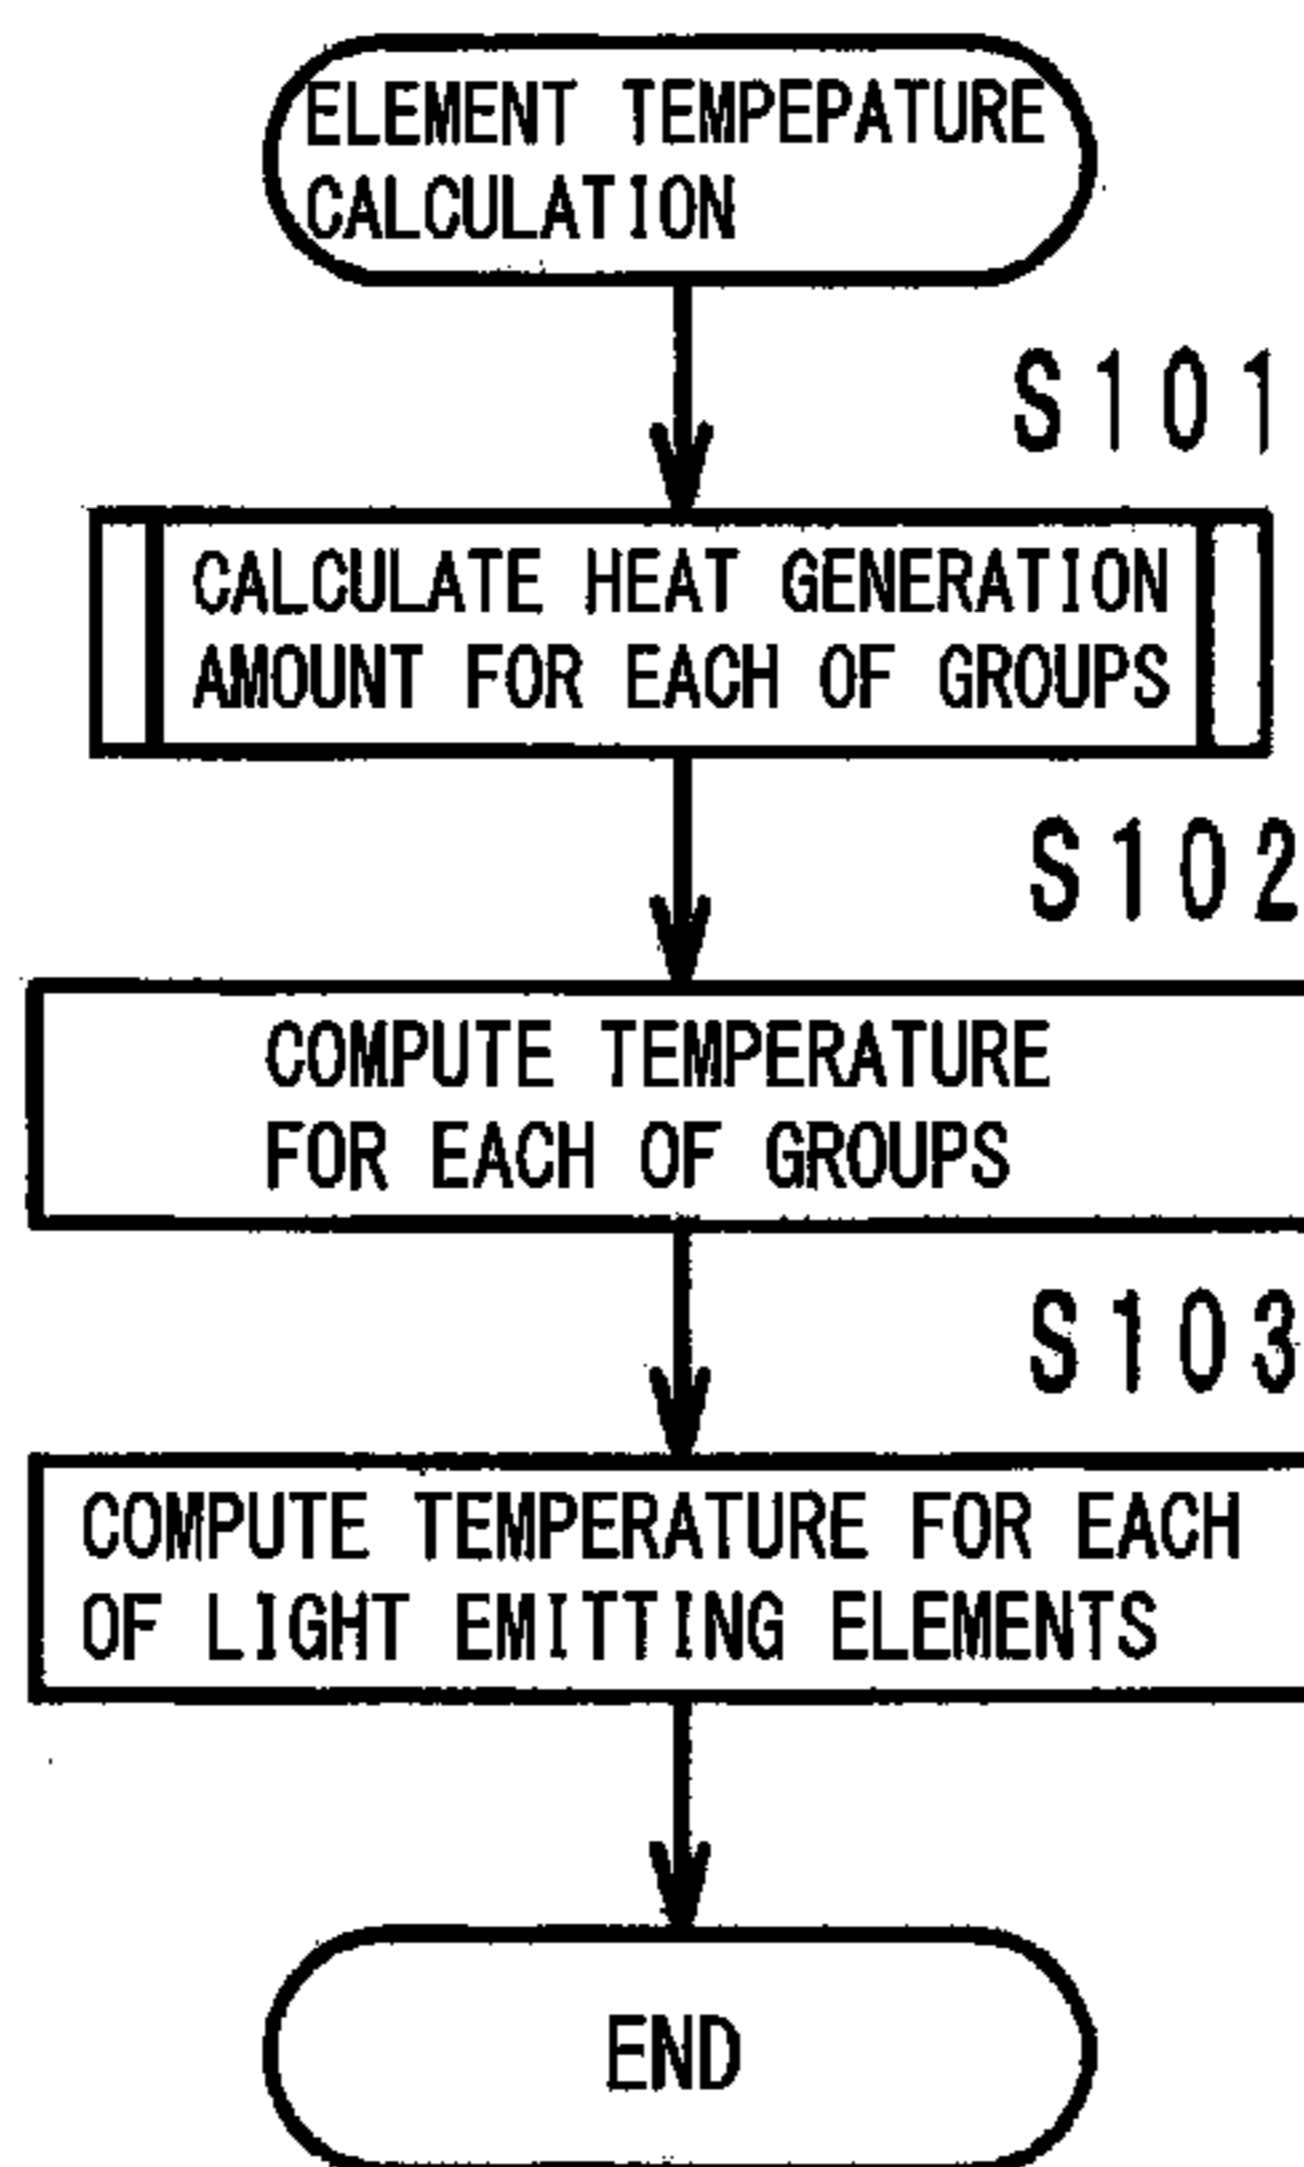 ELEMENT TEMPEPATURE
CALCULATION
S101
CALCULATE HEAT GENERATION
AMOUNT FOR EACH OF GROUPS
S102
COMPUTE TEMPERATURE
FOR EACH OF GROUPS
S103
COMPUTE TEMPERATURE FOR EACH
OF LIGHT EMITTING ELEMENTS
END